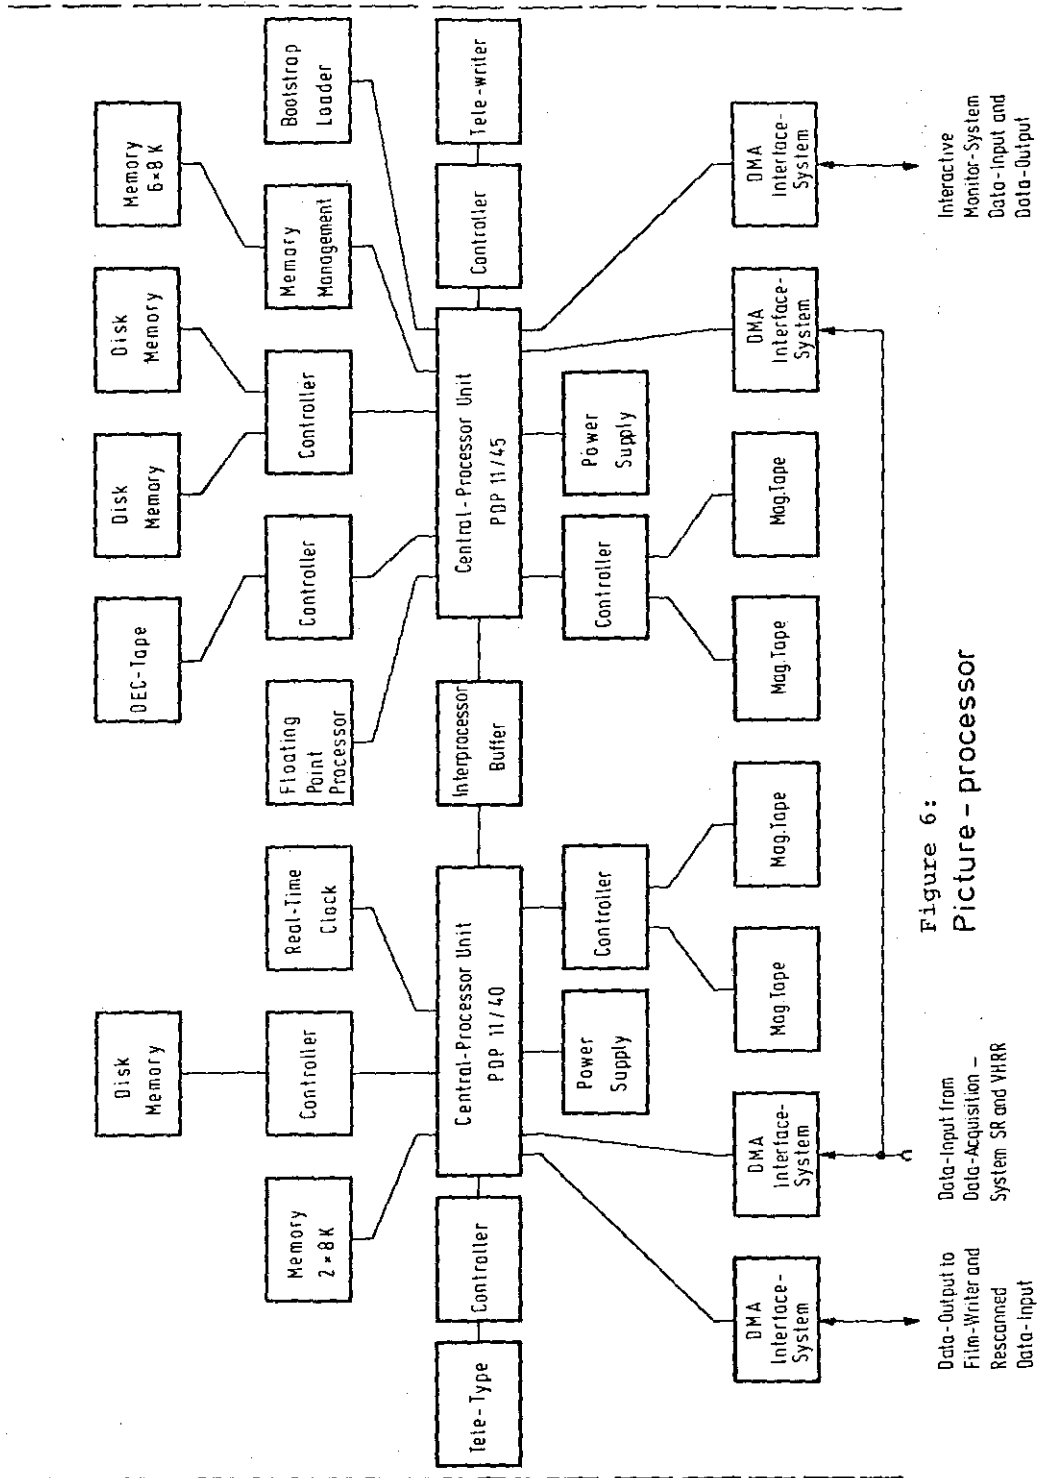 Disk
Memory
DEC-Tape
Disk
Memory
Disk
Memory
Memory
6*8 K
Memory
2*8K
Controller
Real-Time
Clock
Floating
Point
Processor
Controller
Controller
Memory
Management
Bootstrap
Loader
Tele-Type
Controller
Central-Processor Unit
PDP 11/40
Interprocessor
Buffer
Central-Processor Unit
PDP 11/45
Controller
Tele-writer
Power
Supply
Controller
Controller
Power
Supply
DMA
Interface-
System
DMA
Interface-
System
Mag.Tape
Mag.Tape
Mag.Tape
Mag.Tape
DMA
Interface-
System
DMA
Interface-
System
Data-Output to
Film-Writer and
Rescanned
Data-Input
Data-Input from
Data-Acquisition-
System SR and VHRR
Figure 6:
Picture-processor
Interactive
Monitor-System
Data-Input and
Data-Output